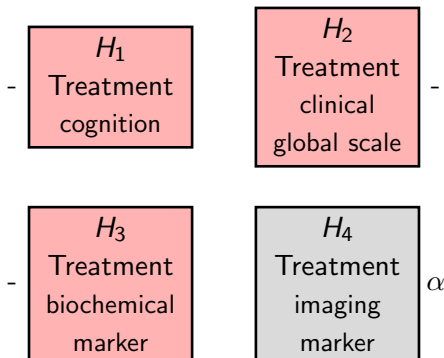 H₁
Treatment
cognition
-
H₂
Treatment
clinical
global scale
-
H₃
Treatment
biochemical
marker
-
H₄
Treatment
imaging
marker
α